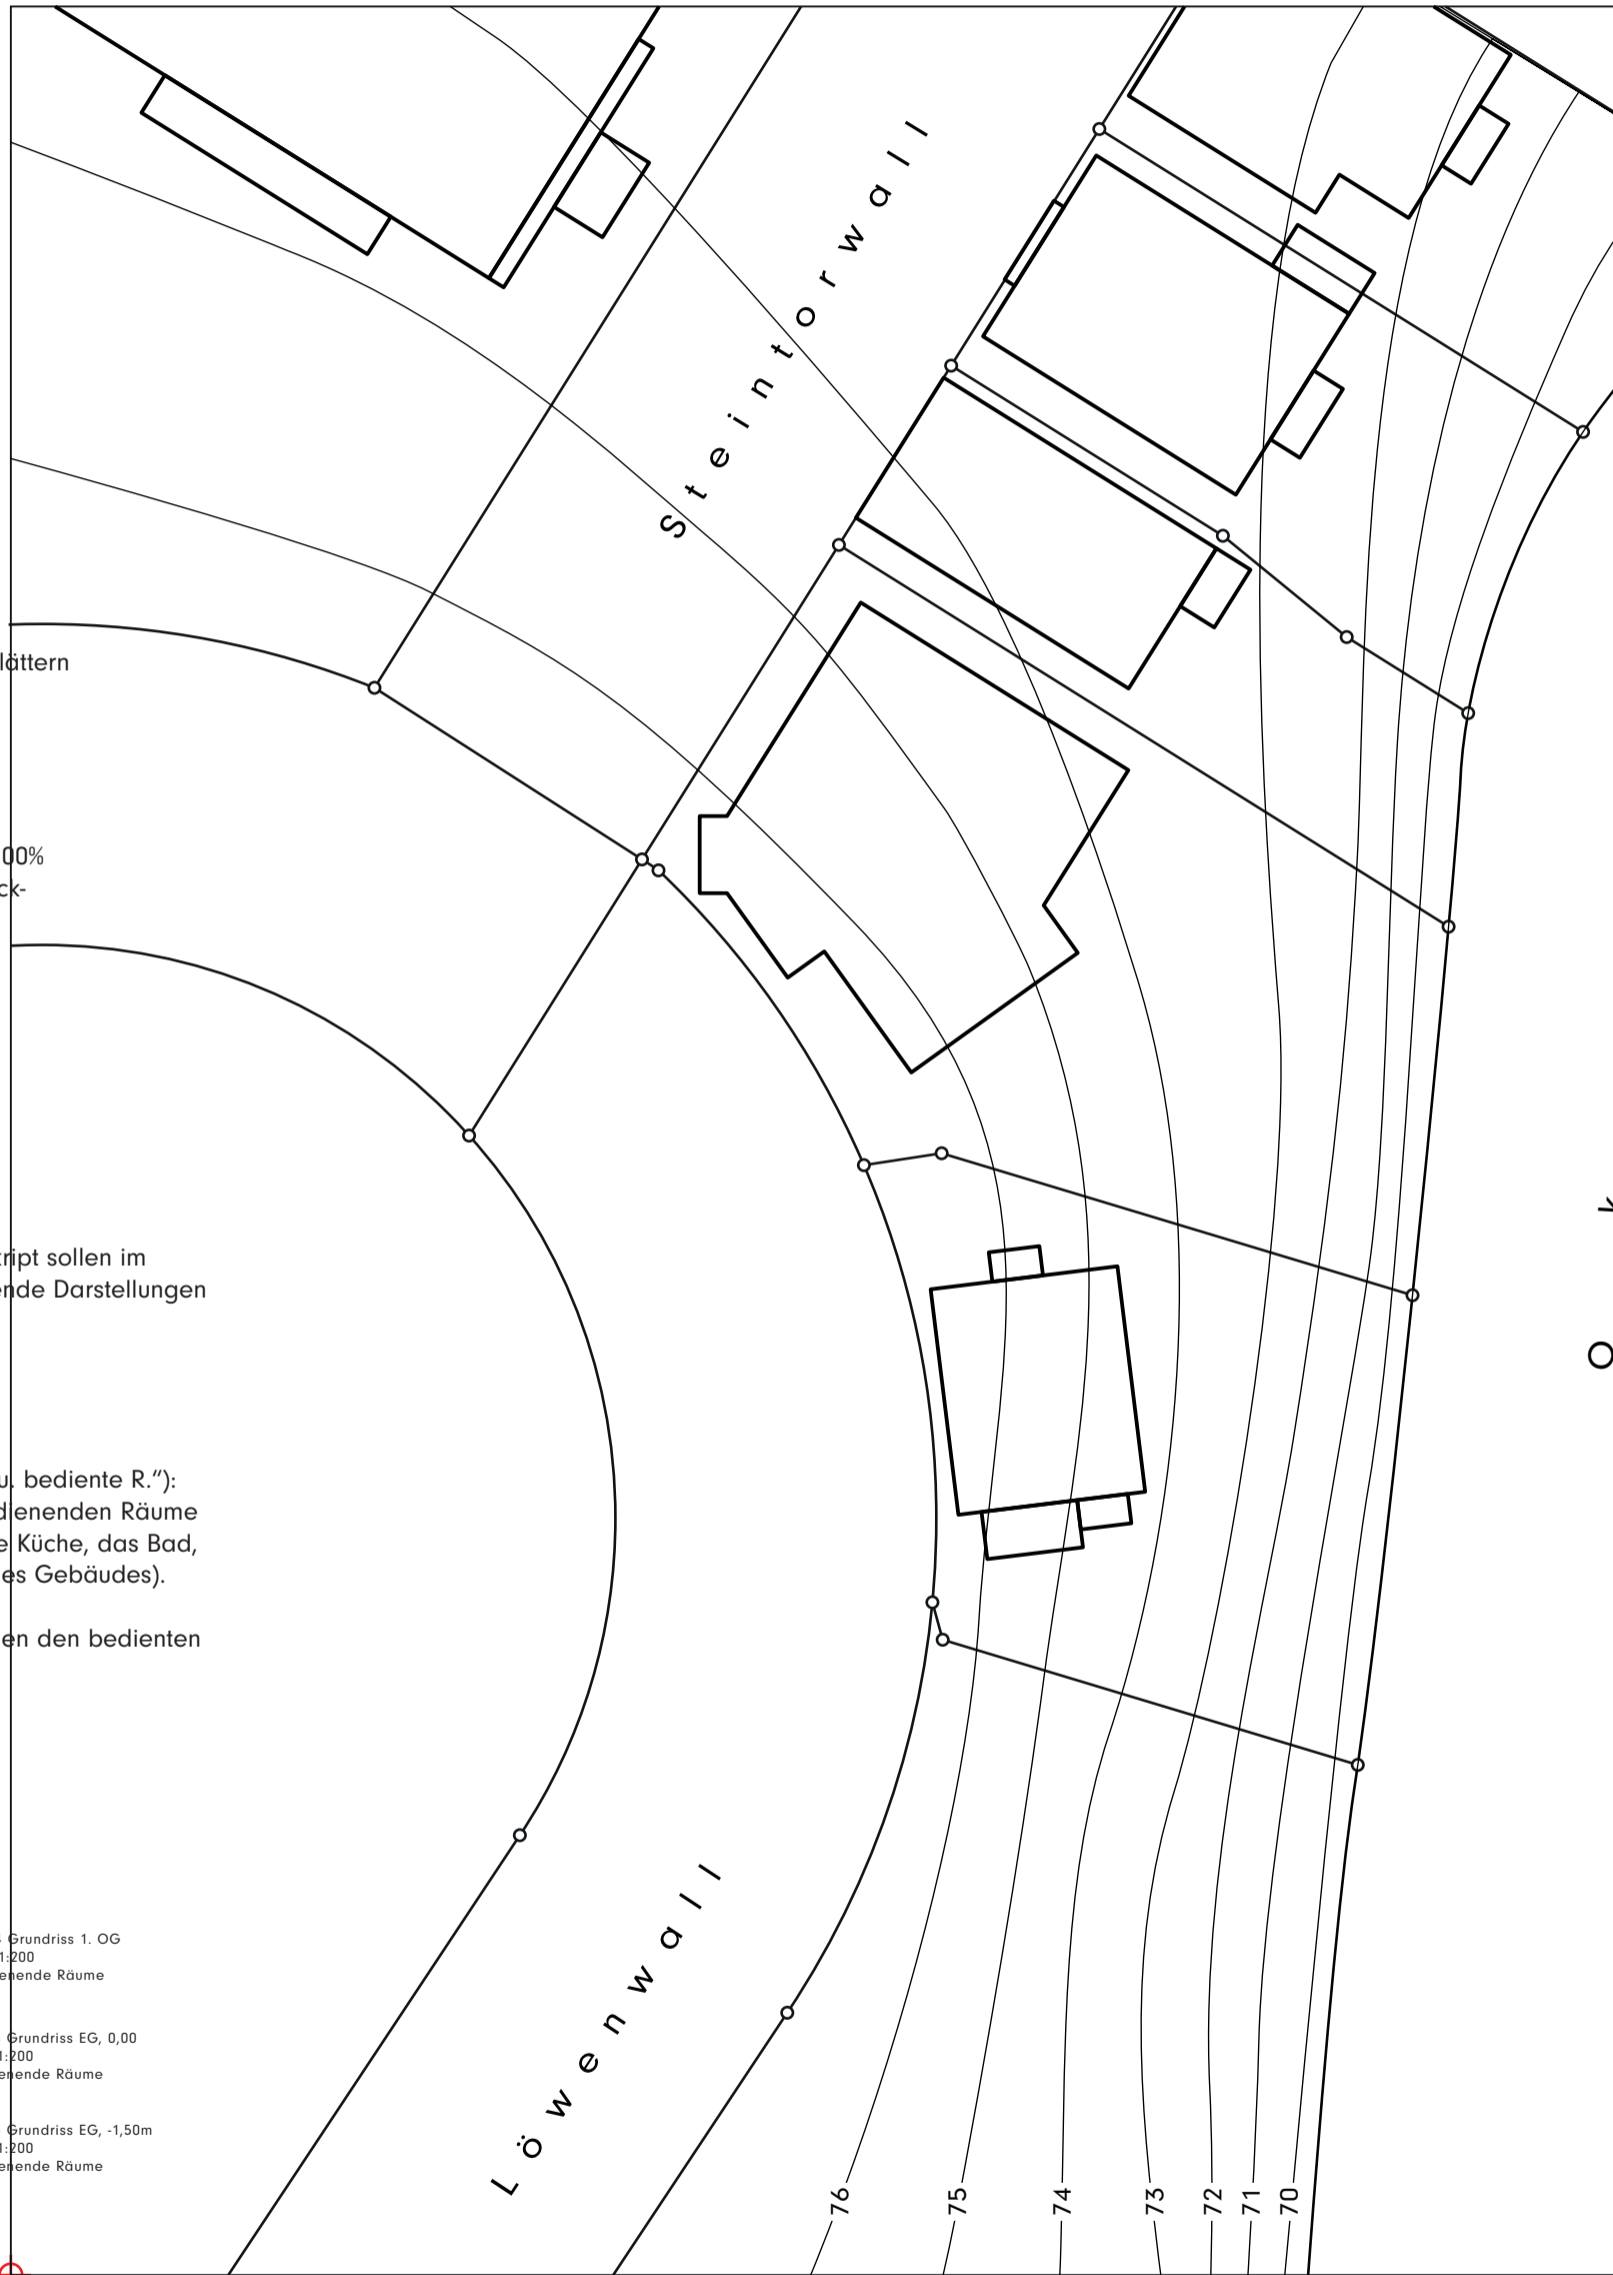 Steintorwall
lättern
00%
ck-
k
O
ript sollen im
ende Darstellungen
u. bediente R."):
dienenden Räume
e Küche, das Bad,
es Gebäudes).
en den bedienten
Löwenwall
Grundriss 1. OG
1:200
enende Räume
Grundriss EG, 0,00
1:200
enende Räume
Grundriss EG, -1,50m
1:200
enende Räume
76
75
74
73
72
71
70